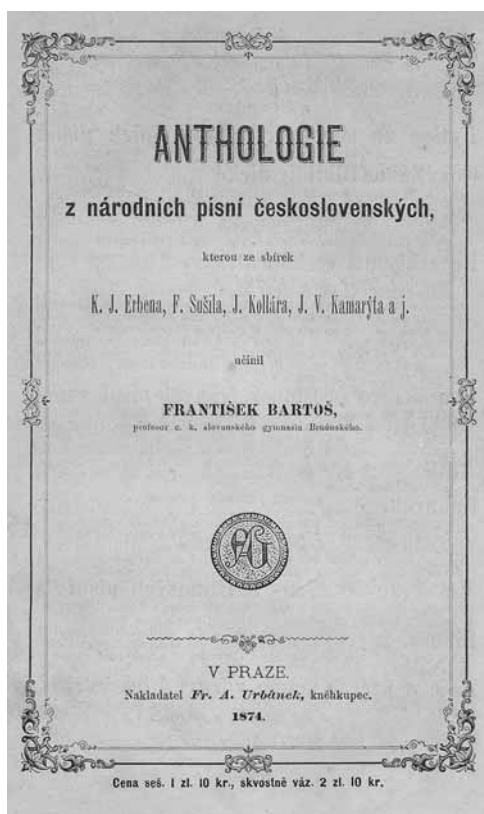 ANTHOLOGIE
z národních písní československých,
kterou ze sbírek
K. J. Erbena, F. Sušila, J. Kollára, J. V. Kamarýta a j.
učinil
FRANTIŠEK BARTOŠ,
professor c. k. slovanského gymnasia Brněnského.
V PRAZE.
Nakladatel Fr. A. Urbánek, kněhkupec.
1874.
Cena seš. 1 zl. 10 kr., skvostně váz. 2 zl. 10 kr.